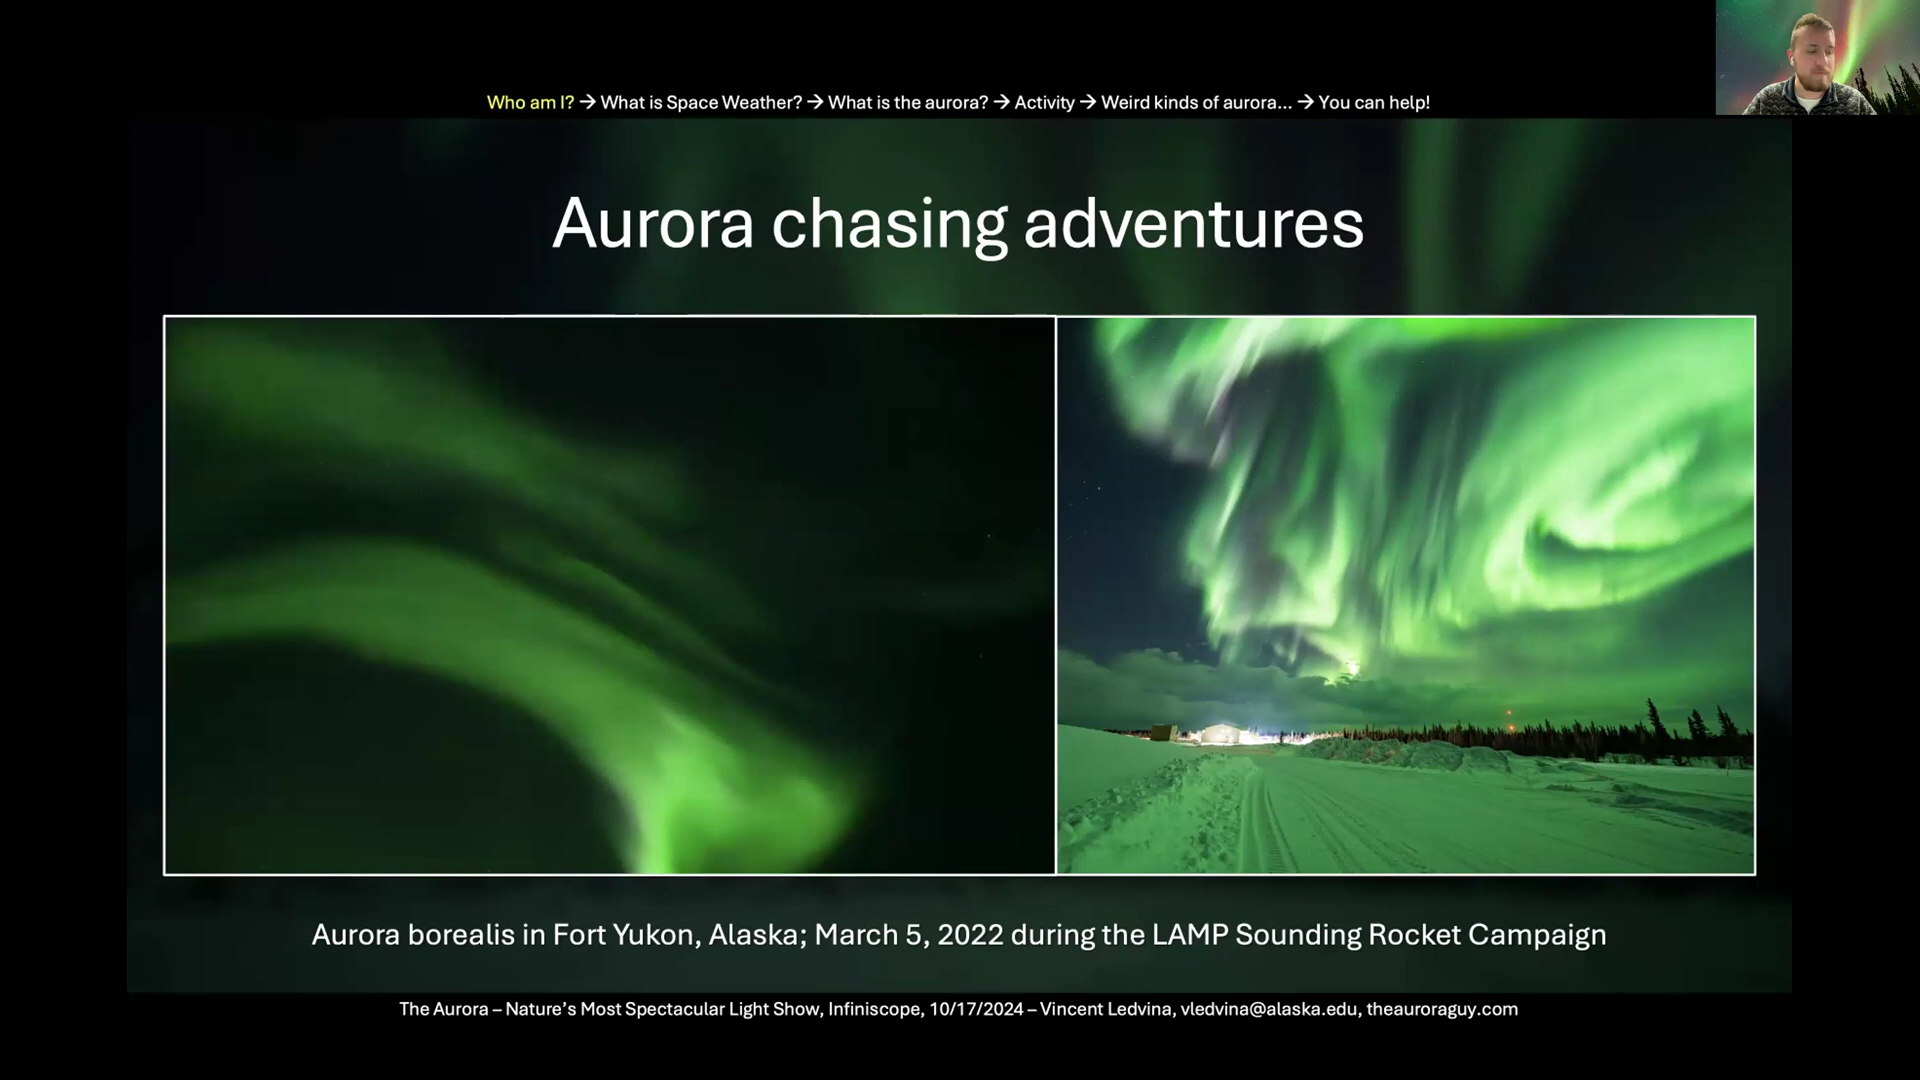 Who am I? → What is Space Weather? → What is the aurora? → Activity → Weird kinds of aurora... → You can help!
Aurora chasing adventures
Aurora borealis in Fort Yukon, Alaska; March 5, 2022 during the LAMP Sounding Rocket Campaign
The Aurora – Nature’s Most Spectacular Light Show, Infiniscope, 10/17/2024 – Vincent Ledvina, vledvina@alaska.edu, theauroraguy.com